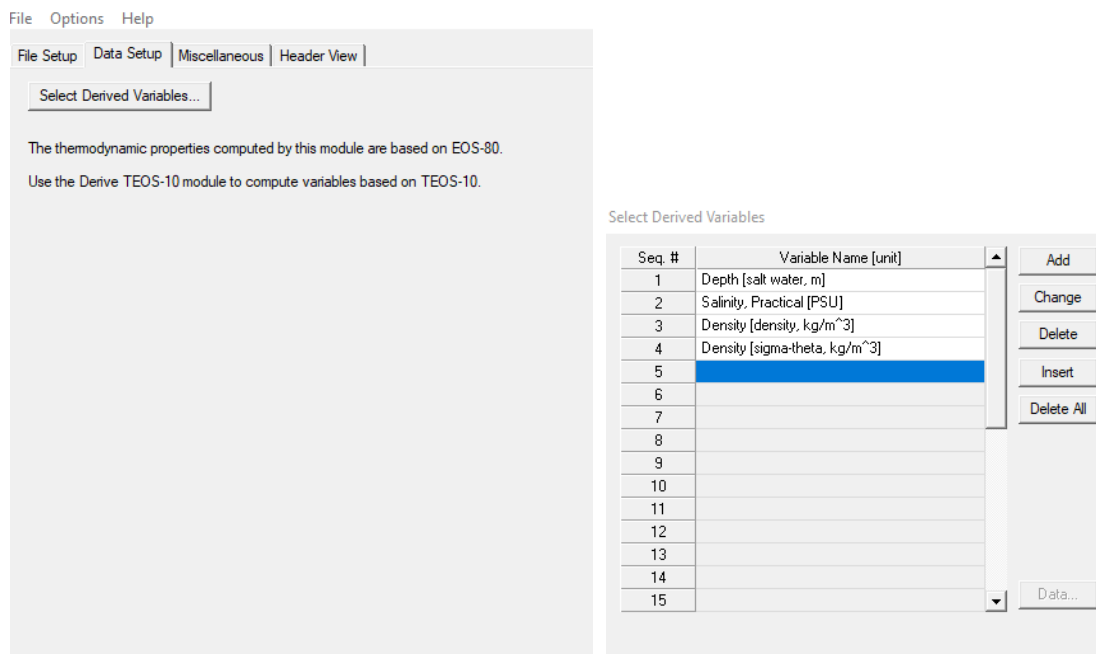 File Options Help
File Setup Data Setup Miscellaneous Header View
Select Derived Variables...
The thermodynamic properties computed by this module are based on EOS-80.
Use the Derive TEOS-10 module to compute variables based on TEOS-10.
Select Derived Variables
Seq. # Variable Name [unit]
1 Depth [salt water, m]
2 Salinity, Practical [PSU]
3 Density [density, kg/m^3]
4 Density [sigma-theta, kg/m^3]
5
6
7
8
9
10
11
12
13
14
15
Add
Change
Delete
Insert
Delete All
Data...